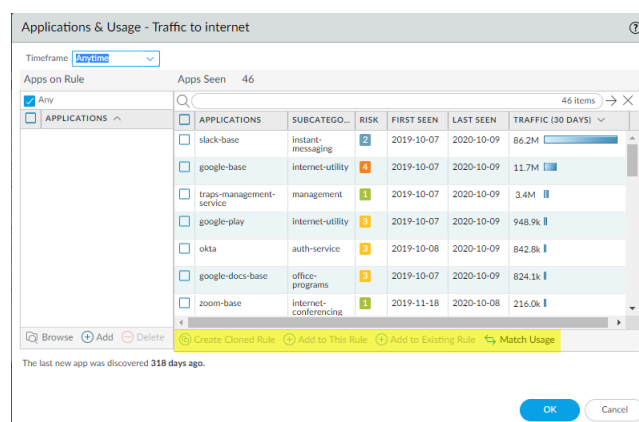 Applications & Usage - Traffic to internet
Timeframe Anytime
Apps on Rule Apps Seen 46
Any 46 items
APPLICATIONS APPLICATIONS SUBCATEGO... RISK FIRST SEEN LAST SEEN TRAFFIC (30 DAYS)
slack-base instant-messaging 2 2019-10-07 2020-10-09 86.2M
google-base internet-utility 4 2019-10-07 2020-10-09 11.7M
traps-management-service management 1 2019-10-07 2020-10-09 3.4M
google-play internet-utility 3 2019-10-07 2020-10-09 948.9k
okta auth-service 3 2019-10-08 2020-10-09 842.8k
google-docs-base office-programs 3 2019-10-07 2020-10-09 824.1k
zoom-base internet-conferencing 1 2019-11-18 2020-10-08 216.0k
Browse Add Delete Create Cloned Rule Add to This Rule Add to Existing Rule Match Usage
The last new app was discovered 318 days ago.
OK Cancel